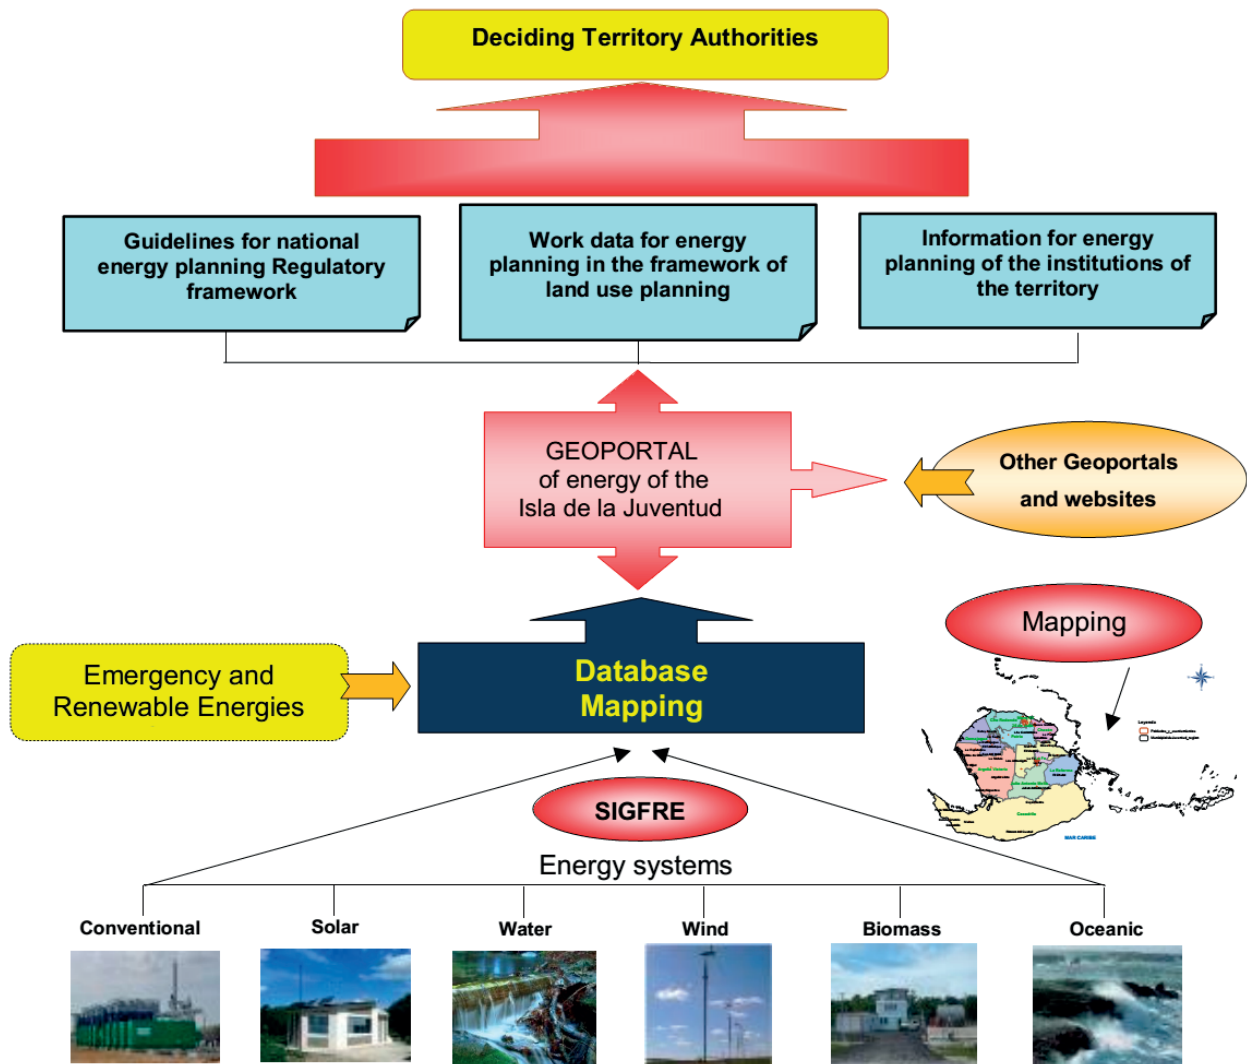 Deciding Territory Authorities
Guidelines for national
energy planning Regulatory
framework
Work data for energy
planning in the framework of
land use planning
Information for energy
planning of the institutions of
the territory
GEOPORTAL
of energy of the
Isla de la Juventud
Other Geoportals
and websites
Mapping
Emergency and
Renewable Energies
Database
Mapping
MAR CARIBE
SIGFRE
Energy systems
Conventional
Solar
Water
Wind
Biomass
Oceanic